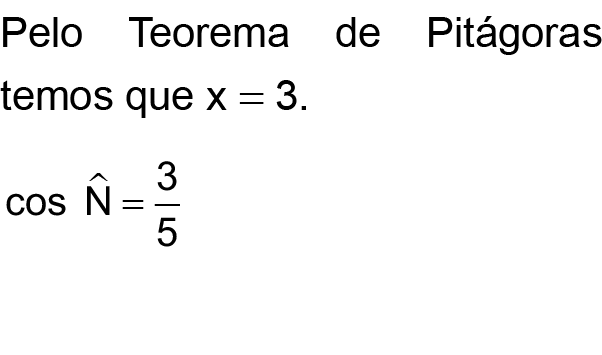 Pelo Teorema de Pitágoras
temos que x = 3.
cos N̂ = 3/5